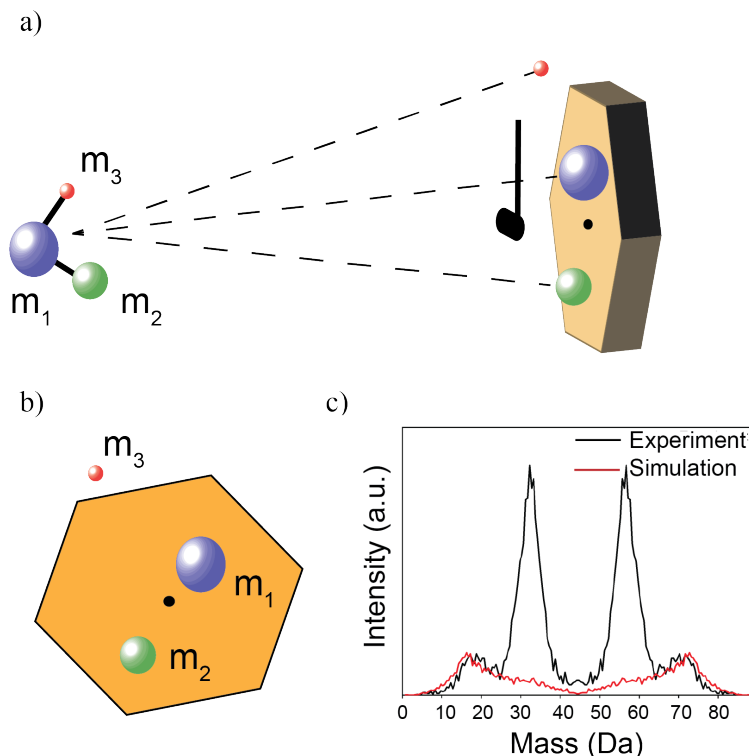 a)
m₃
m₁
m₂
b)
c)
m₃
m₁
m₂
Experiment
Simulation
Intensity (a.u.)
0 10 20 30 40 50 60 70 80
Mass (Da)